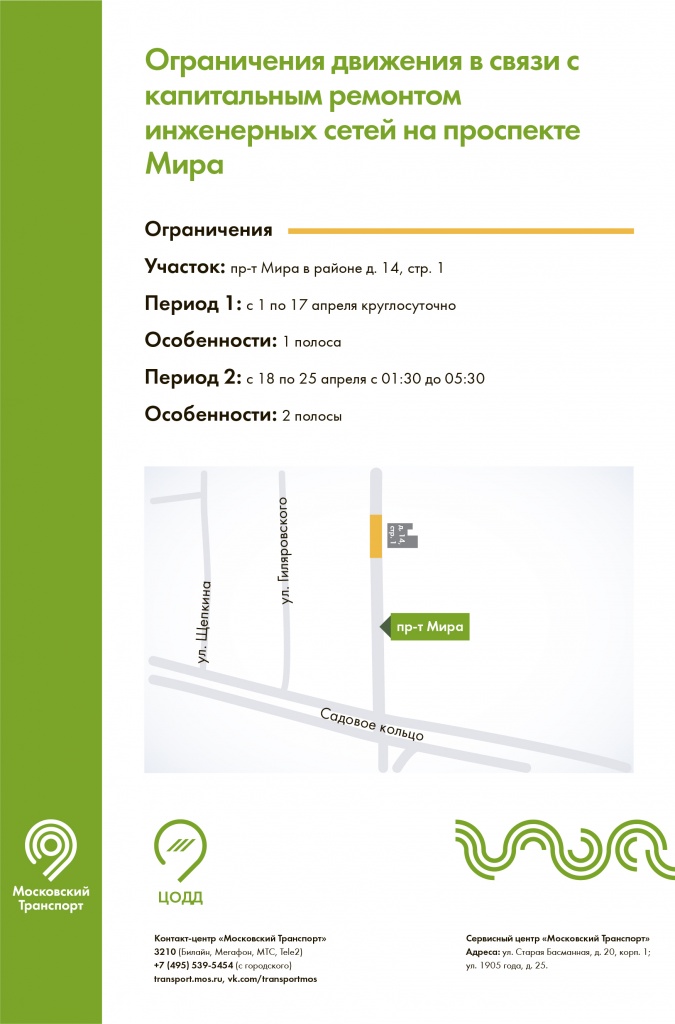 Ограничения движения в связи с
капитальным ремонтом
инженерных сетей на проспекте
Мира
Ограничения
Участок: пр-т Мира в районе д. 14, стр. 1
Период 1: с 1 по 17 апреля круглосуточно
Особенности: 1 полоса
Период 2: с 18 по 25 апреля с 01:30 до 05:30
Особенности: 2 полосы
ул. Щепкина
ул. Гиляровского
д. 14,
стр. 1
пр-т Мира
Садовое кольцо
Московский
Транспорт
ЦОДД
Контакт-центр «Московский Транспорт»
3210 (Билайн, Мегафон, МТС, Tele2)
+7 (495) 539-5454 (с городского)
transport.mos.ru, vk.com/transportmos
Сервисный центр «Московский Транспорт»
Адреса: ул. Старая Басманная, д. 20, корп. 1;
ул. 1905 года, д. 25.